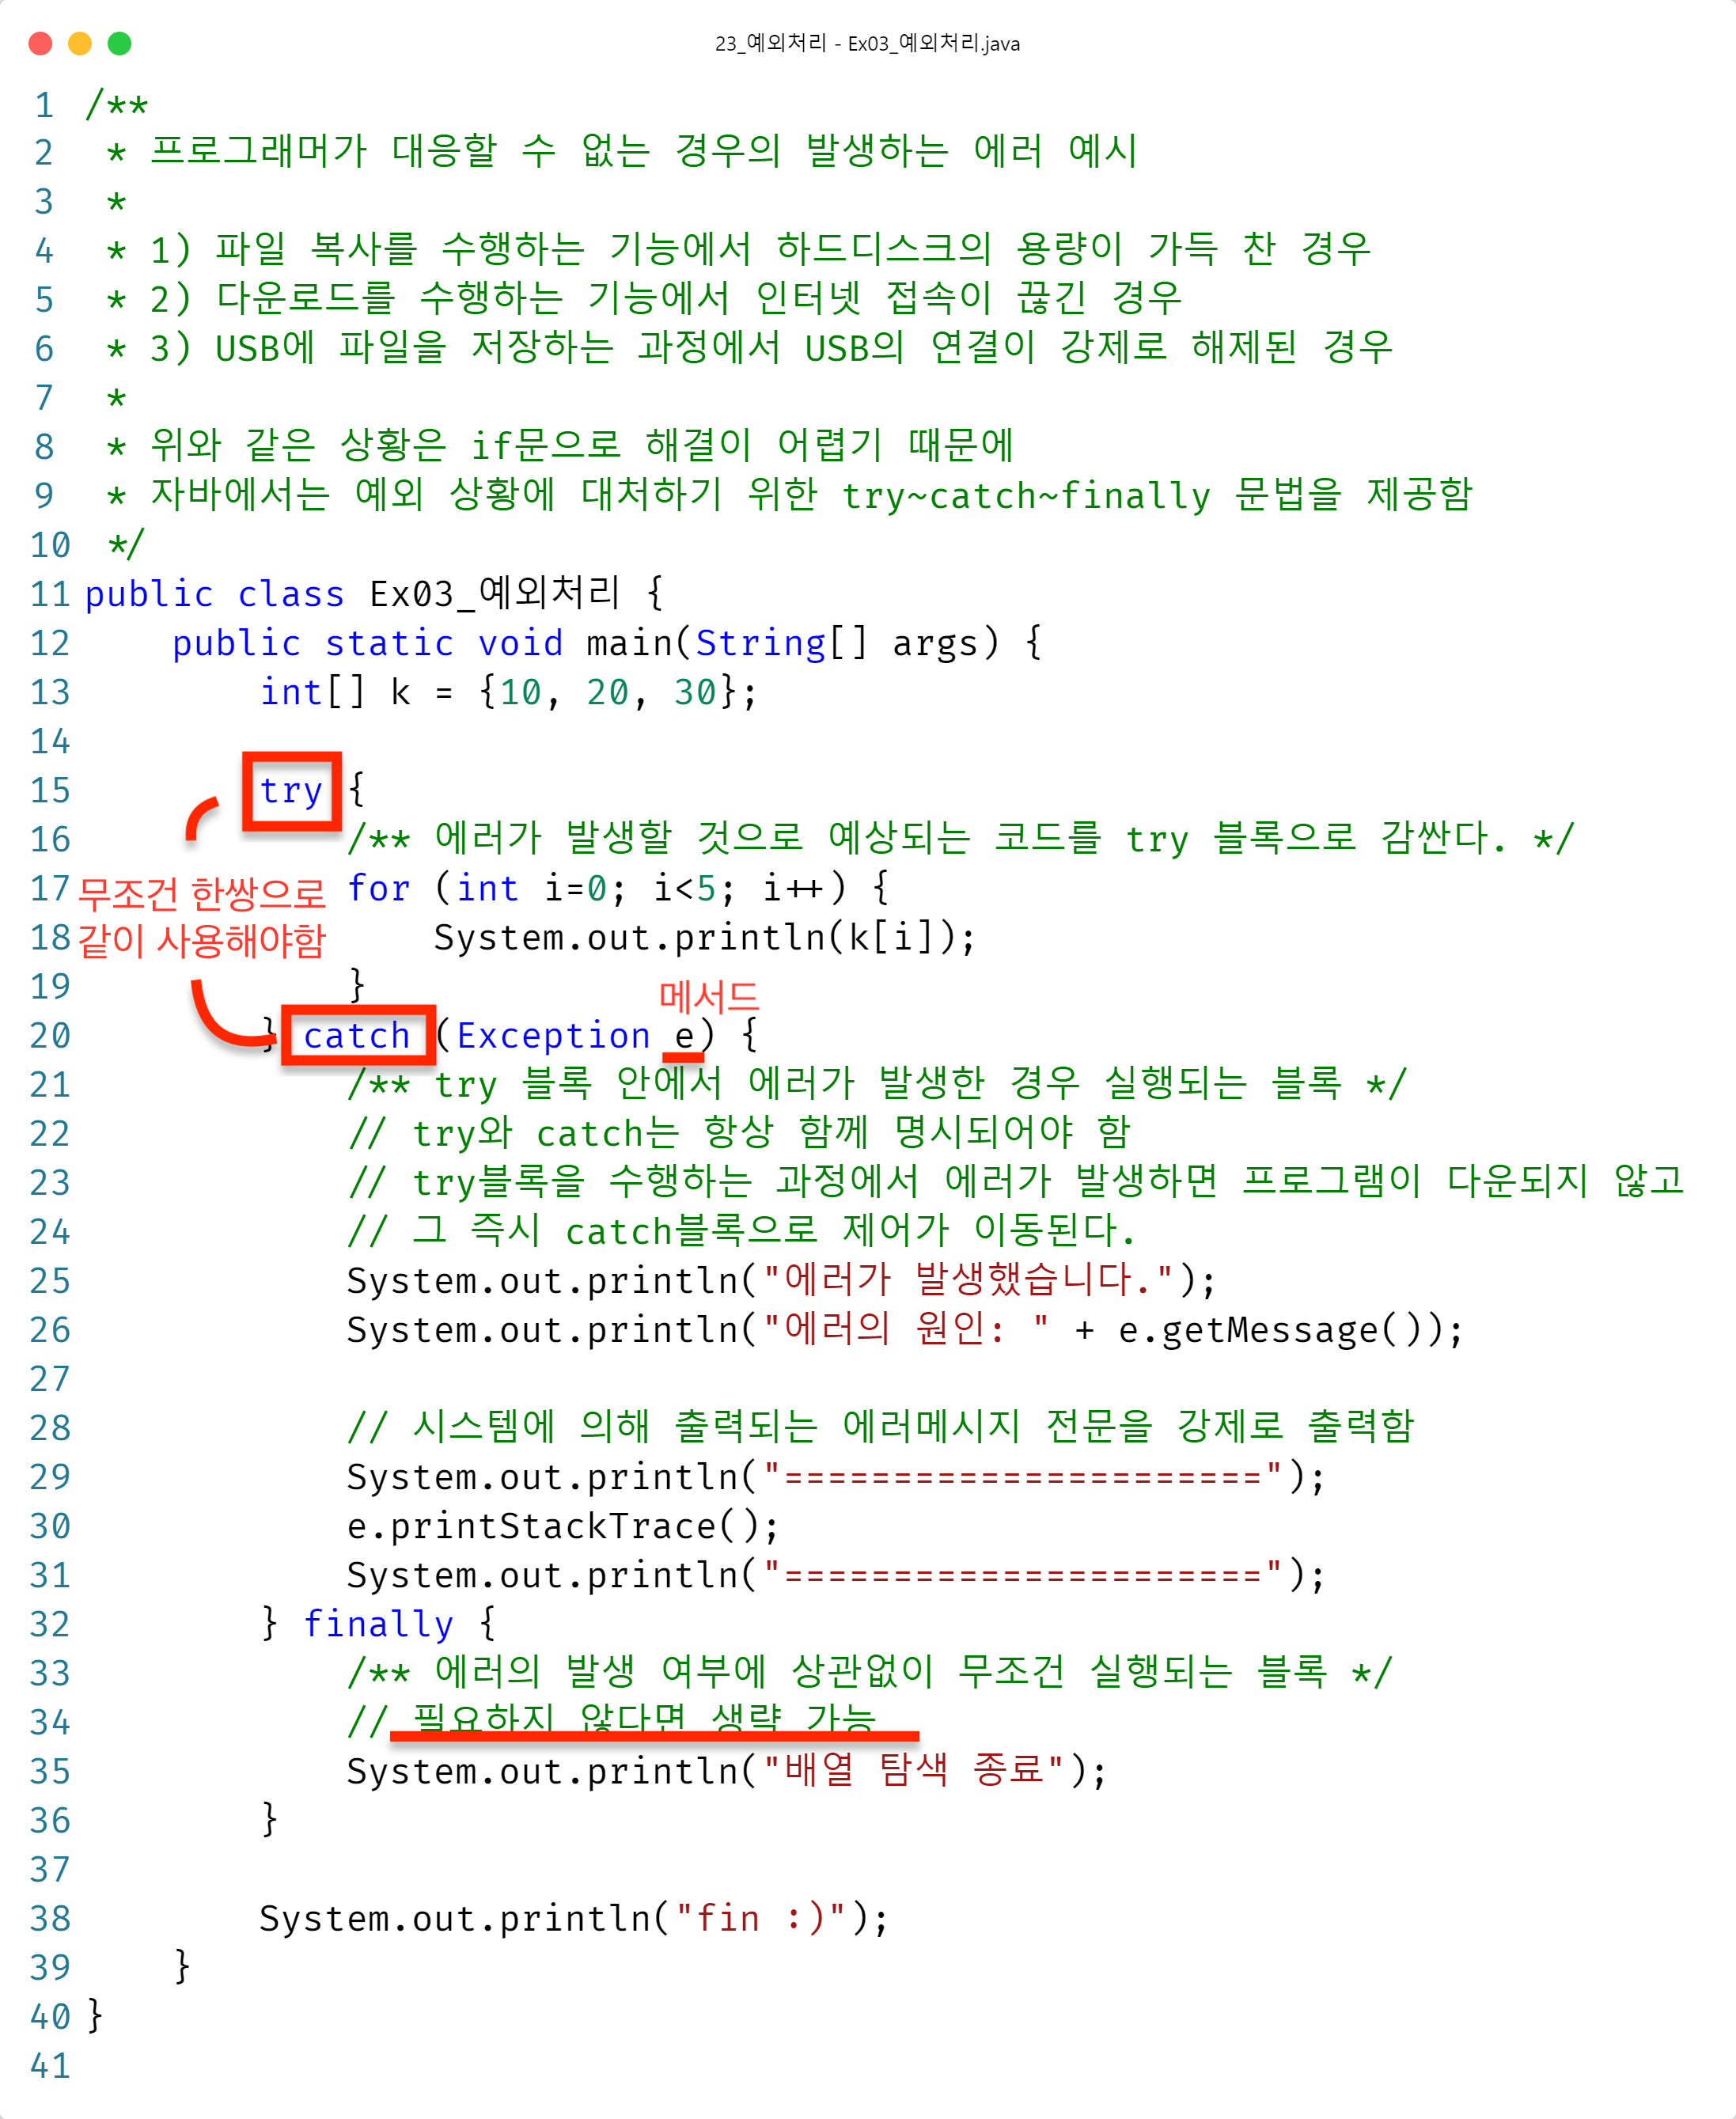 23_예외처리 - Ex03_예외처리.java
1 /**
2  * 프로그래머가 대응할 수 없는 경우의 발생하는 에러 예시
3  *
4  * 1) 파일 복사를 수행하는 기능에서 하드디스크의 용량이 가득 찬 경우
5  * 2) 다운로드를 수행하는 기능에서 인터넷 접속이 끊긴 경우
6  * 3) USB에 파일을 저장하는 과정에서 USB의 연결이 강제로 해제된 경우
7  *
8  * 위와 같은 상황은 if문으로 해결이 어렵기 때문에
9  * 자바에서는 예외 상황에 대처하기 위한 try~catch~finally 문법을 제공함
10  */
11 public class Ex03_예외처리 {
12     public static void main(String[] args) {
13         int[] k = {10, 20, 30};
14
15         try {
16             /** 에러가 발생할 것으로 예상되는 코드를 try 블록으로 감싼다. */
무조건 한쌍으로
17             for (int i=0; i<5; i++) {
같이 사용해야함
18                 System.out.println(k[i]);
19             }
메서드
20         } catch (Exception e) {
21             /** try 블록 안에서 에러가 발생한 경우 실행되는 블록 */
22             // try와 catch는 항상 함께 명시되어야 함
23             // try블록을 수행하는 과정에서 에러가 발생하면 프로그램이 다운되지 않고
24             // 그 즉시 catch블록으로 제어가 이동된다.
25             System.out.println("에러가 발생했습니다.");
26             System.out.println("에러의 원인: " + e.getMessage());
27
28             // 시스템에 의해 출력되는 에러메시지 전문을 강제로 출력함
29             System.out.println("======================");
30             e.printStackTrace();
31             System.out.println("======================");
32         } finally {
33             /** 에러의 발생 여부에 상관없이 무조건 실행되는 블록 */
34             // 필요하지 않다면 생략 가능
35             System.out.println("배열 탐색 종료");
36         }
37
38         System.out.println("fin :)");
39     }
40 }
41